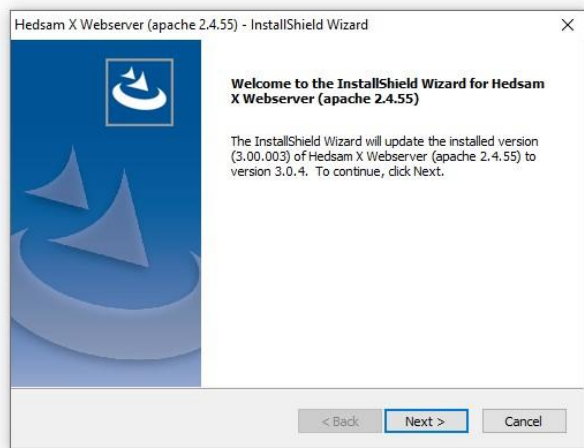 Hedsam X Webserver (apache 2.4.55) - InstallShield Wizard
Welcome to the InstallShield Wizard for Hedsam
X Webserver (apache 2.4.55)
The InstallShield Wizard will update the installed version
(3.00.003) of Hedsam X Webserver (apache 2.4.55) to
version 3.0.4. To continue, click Next.
< Back
Next >
Cancel